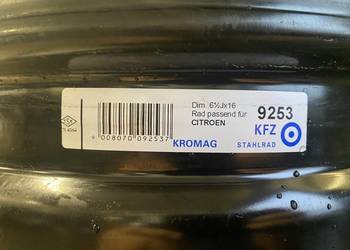 Dim. 6½Jx16
Rad passend für
CITROEN
9253
KFZ
STAHLRAD
KROMAG
9 008070 092537